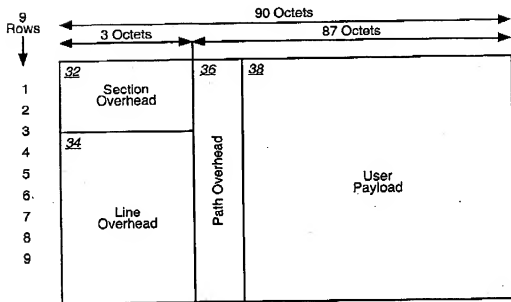 90 Octets
9
Rows
3 Octets
87 Octets
32
Section
Overhead
36
38
1
2
3
4
5
6
7
8
9
34
Line
Overhead
Path Overhead
User
Payload